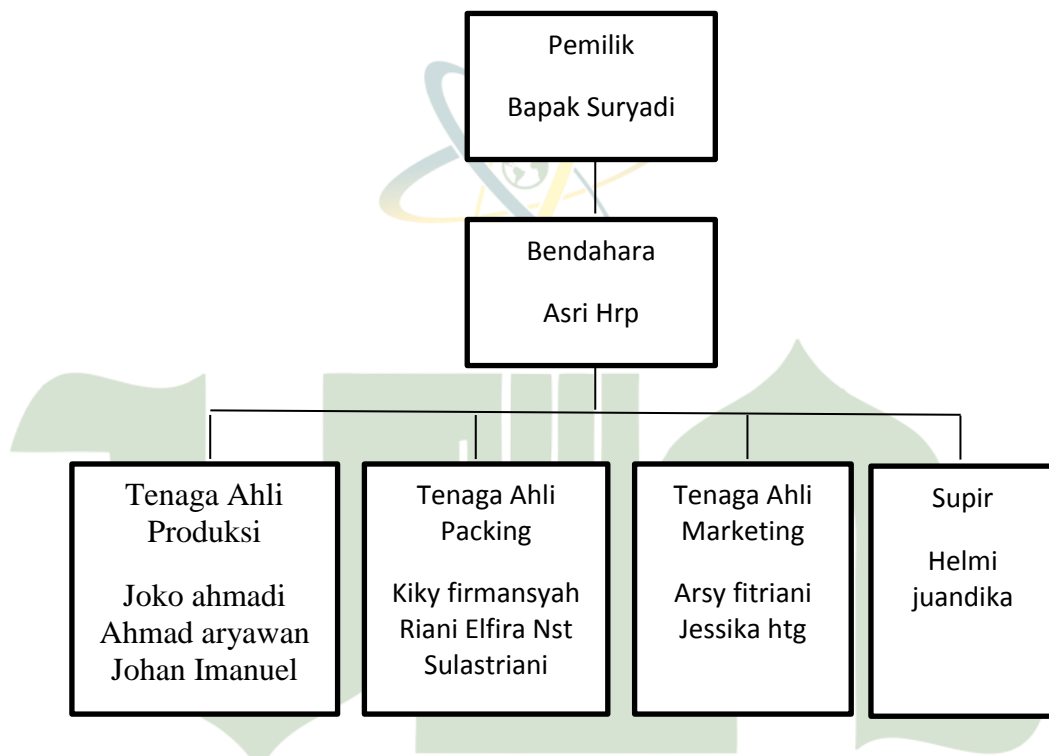 Pemilik
Bapak Suryadi
Bendahara
Asri Hrp
Tenaga Ahli
Produksi
Joko ahmadi
Ahmad aryawan
Johan Imanuel
Tenaga Ahli
Packing
Kiky firmansyah
Riani Elfira Nst
Sulastriani
Tenaga Ahli
Marketing
Arsy fitriani
Jessika htg
Supir
Helmi
juandika